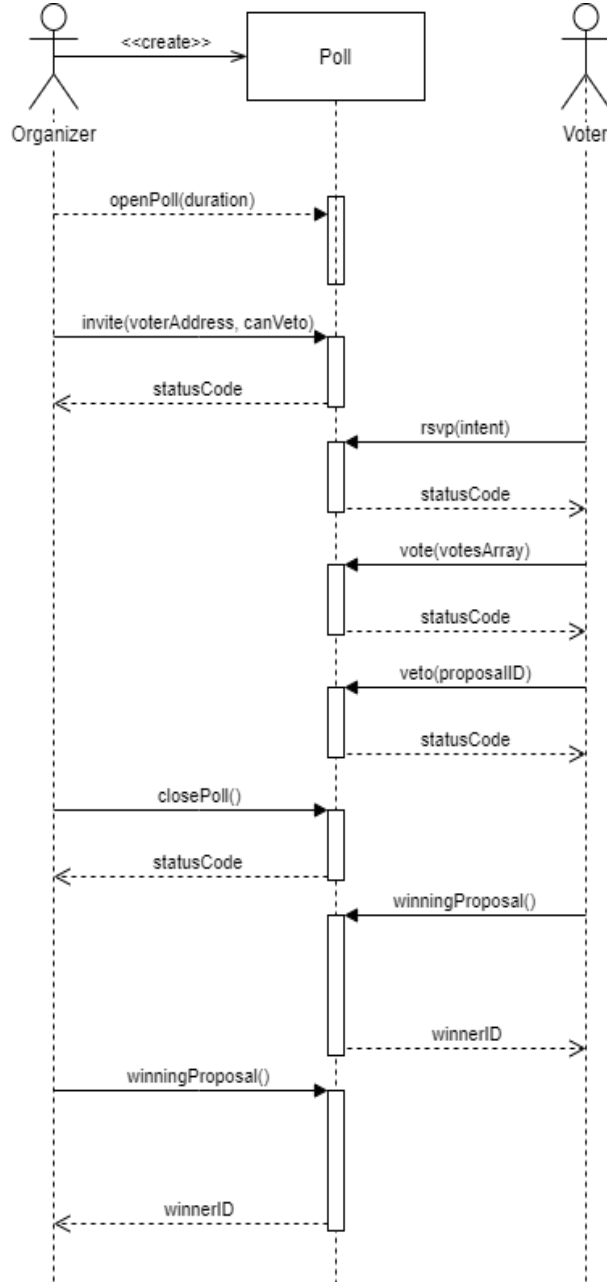 <<create>>
Poll
Organizer
Voter
openPoll(duration)
invite(voterAddress, canVeto)
statusCode
rsvp(intent)
statusCode
vote(votesArray)
statusCode
veto(proposalID)
statusCode
closePoll()
statusCode
winningProposal()
winnerID
winningProposal()
winnerID